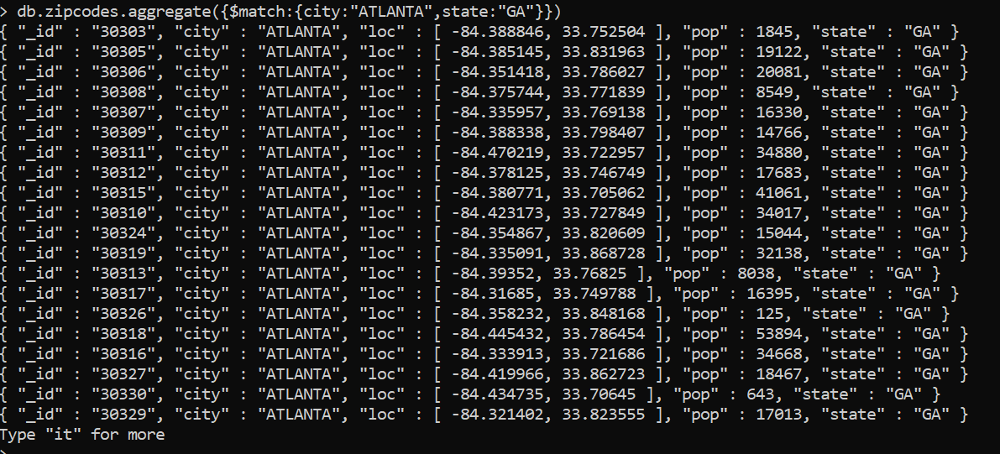 > db.zipcodes.aggregate({$match:{city:"ATLANTA",state:"GA"}})
{ "_id" : "30303", "city" : "ATLANTA", "loc" : [ -84.388846, 33.752504 ], "pop" : 1845, "state" : "GA" }
{ "_id" : "30305", "city" : "ATLANTA", "loc" : [ -84.385145, 33.831963 ], "pop" : 19122, "state" : "GA" }
{ "_id" : "30306", "city" : "ATLANTA", "loc" : [ -84.351418, 33.786027 ], "pop" : 20081, "state" : "GA" }
{ "_id" : "30308", "city" : "ATLANTA", "loc" : [ -84.375744, 33.771839 ], "pop" : 8549, "state" : "GA" }
{ "_id" : "30307", "city" : "ATLANTA", "loc" : [ -84.335957, 33.769138 ], "pop" : 16330, "state" : "GA" }
{ "_id" : "30309", "city" : "ATLANTA", "loc" : [ -84.388338, 33.798407 ], "pop" : 14766, "state" : "GA" }
{ "_id" : "30311", "city" : "ATLANTA", "loc" : [ -84.470219, 33.722957 ], "pop" : 34880, "state" : "GA" }
{ "_id" : "30312", "city" : "ATLANTA", "loc" : [ -84.378125, 33.746749 ], "pop" : 17683, "state" : "GA" }
{ "_id" : "30315", "city" : "ATLANTA", "loc" : [ -84.380771, 33.705062 ], "pop" : 41061, "state" : "GA" }
{ "_id" : "30310", "city" : "ATLANTA", "loc" : [ -84.423173, 33.727849 ], "pop" : 34017, "state" : "GA" }
{ "_id" : "30324", "city" : "ATLANTA", "loc" : [ -84.354867, 33.820609 ], "pop" : 15044, "state" : "GA" }
{ "_id" : "30319", "city" : "ATLANTA", "loc" : [ -84.335091, 33.868728 ], "pop" : 32138, "state" : "GA" }
{ "_id" : "30313", "city" : "ATLANTA", "loc" : [ -84.39352, 33.76825 ], "pop" : 8038, "state" : "GA" }
{ "_id" : "30317", "city" : "ATLANTA", "loc" : [ -84.31685, 33.749788 ], "pop" : 16395, "state" : "GA" }
{ "_id" : "30326", "city" : "ATLANTA", "loc" : [ -84.358232, 33.848168 ], "pop" : 125, "state" : "GA" }
{ "_id" : "30318", "city" : "ATLANTA", "loc" : [ -84.445432, 33.786454 ], "pop" : 53894, "state" : "GA" }
{ "_id" : "30316", "city" : "ATLANTA", "loc" : [ -84.333913, 33.721686 ], "pop" : 34668, "state" : "GA" }
{ "_id" : "30327", "city" : "ATLANTA", "loc" : [ -84.419966, 33.862723 ], "pop" : 18467, "state" : "GA" }
{ "_id" : "30330", "city" : "ATLANTA", "loc" : [ -84.434735, 33.70645 ], "pop" : 643, "state" : "GA" }
{ "_id" : "30329", "city" : "ATLANTA", "loc" : [ -84.321402, 33.823555 ], "pop" : 17013, "state" : "GA" }
Type "it" for more
>